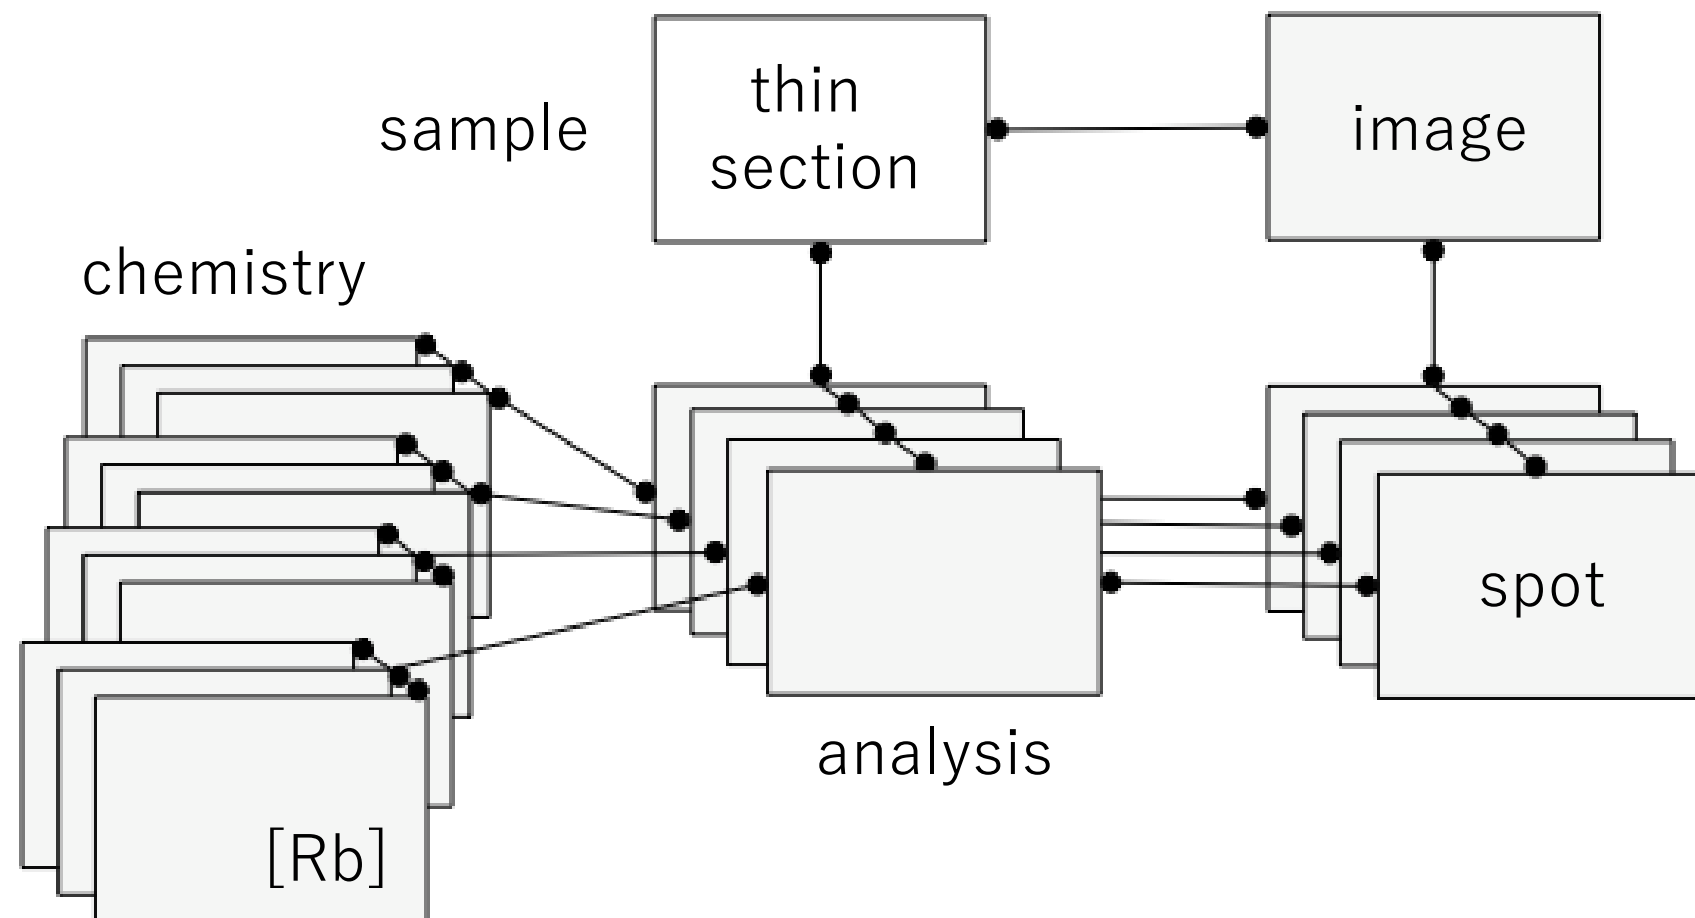 thin
section
image
sample
chemistry
spot
analysis
[Rb]